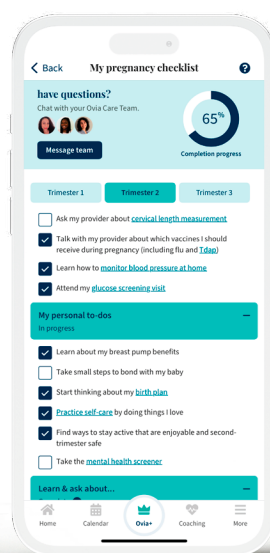 Back
My pregnancy checklist
?
have questions?
Chat with your Ovia Care Team.
Message team
65%
Completion progress
Trimester 1
Trimester 2
Trimester 3
Ask my provider about cervical length measurement
Talk with my provider about which vaccines I should
receive during pregnancy (including flu and Tdap)
Learn how to monitor blood pressure at home
Attend my glucose screening visit
My personal to-dos
In progress
Learn about my breast pump benefits
Take small steps to bond with my baby
Start thinking about my birth plan
Practice self-care by doing things I love
Find ways to stay active that are enjoyable and second-
trimester safe
Take the mental health screener
Learn & ask about...
Home
Calendar
Ovia+
Coaching
More